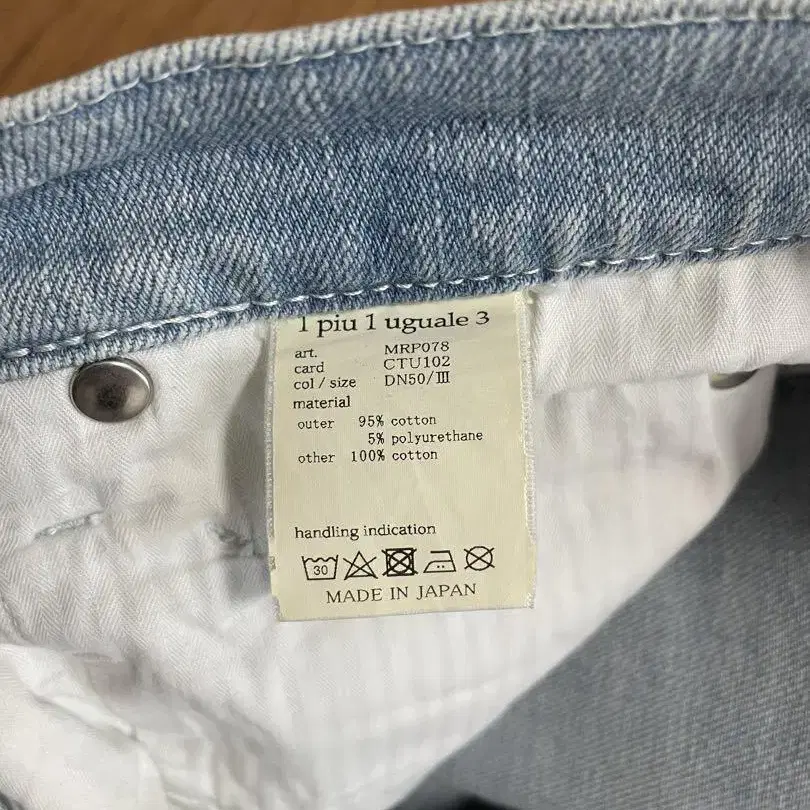 1 piu 1 uguale 3
art. MRP078
card CTU102
col / size DN50/III
material
outer 95% cotton
5% polyurethane
other 100% cotton
handling indication
30
MADE IN JAPAN